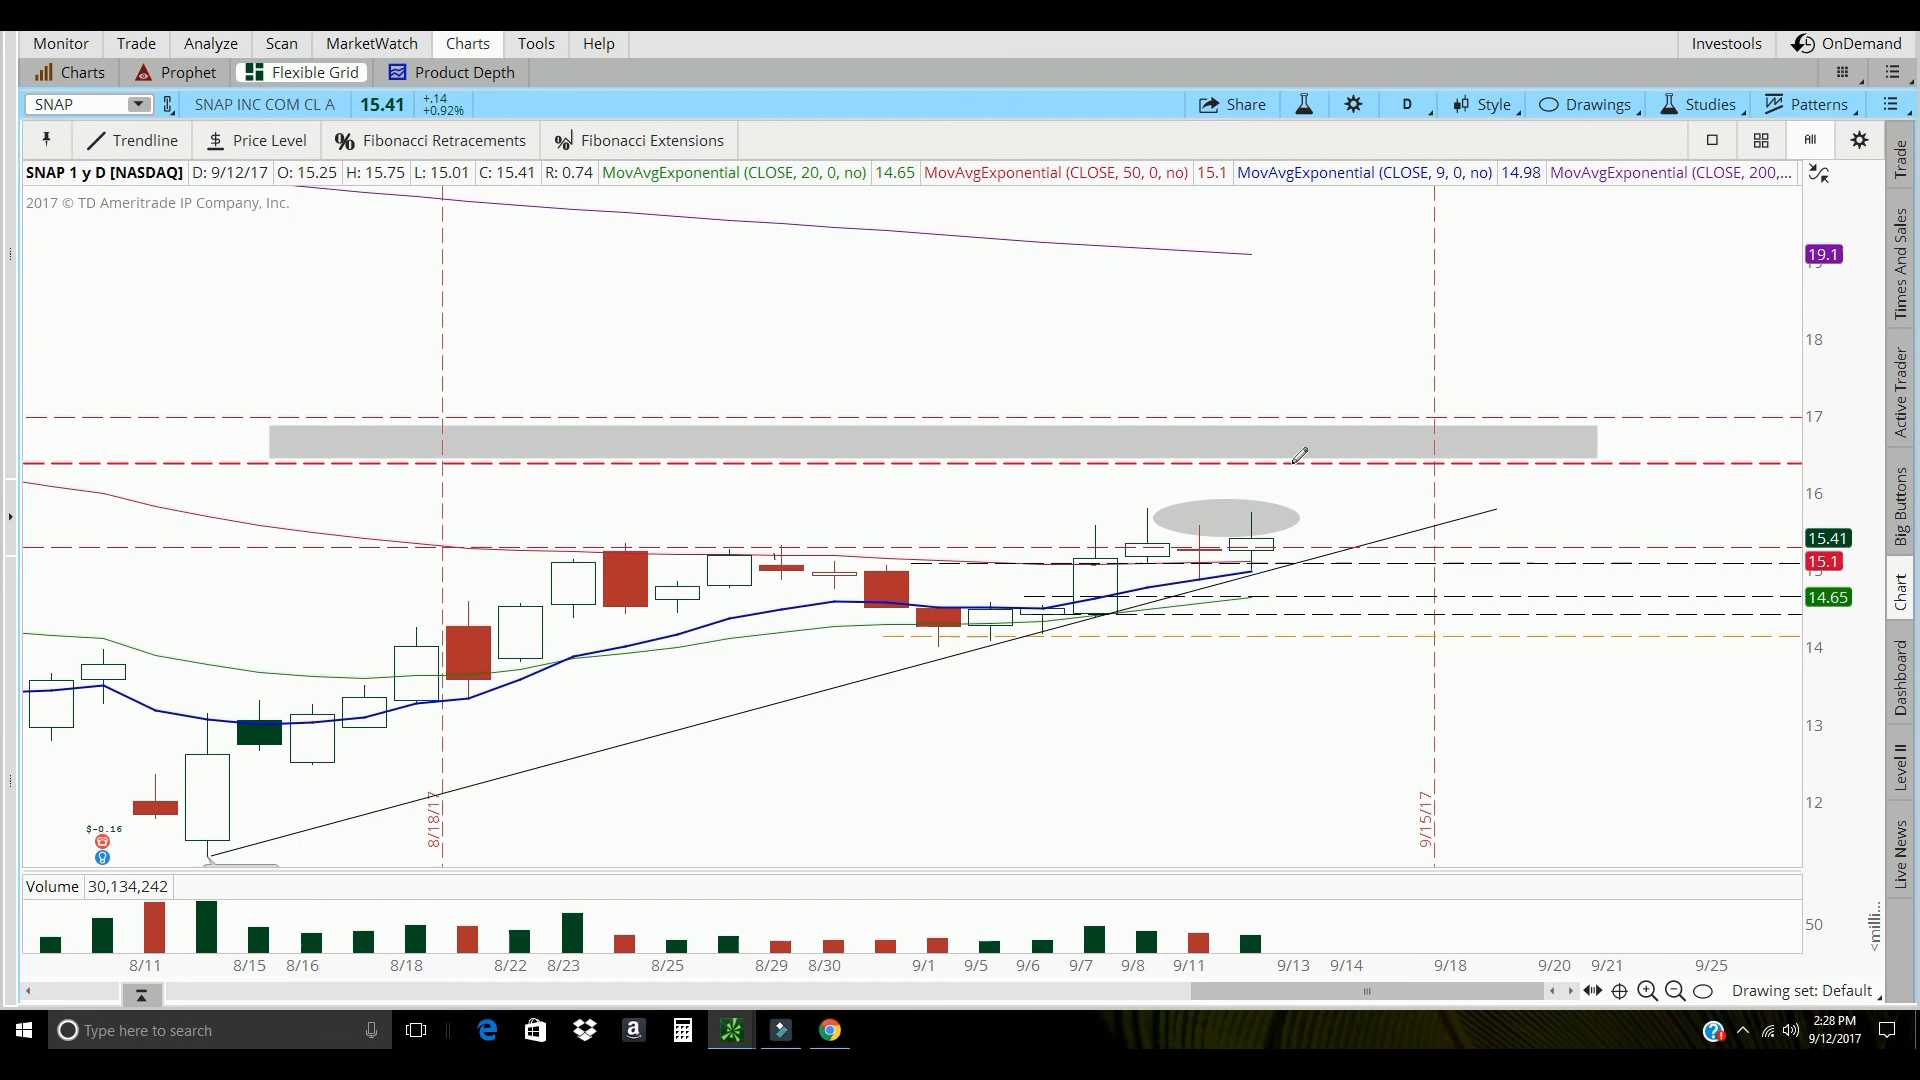 Monitor Trade Analyze Scan MarketWatch Charts Tools Help Investools OnDemand
Charts Prophet Flexible Grid Product Depth
SNAP SNAP INC COM CL A 15.41 +.14 +0.92% Share D Style Drawings Studies Patterns
Trendline $ Price Level % Fibonacci Retracements % Fibonacci Extensions All
SNAP 1 y D [NASDAQ] D: 9/12/17 O: 15.25 H: 15.75 L: 15.01 C: 15.41 R: 0.74 MovAvgExponential (CLOSE, 20, 0, no) 14.65 MovAvgExponential (CLOSE, 50, 0, no) 15.1 MovAvgExponential (CLOSE, 9, 0, no) 14.98 MovAvgExponential (CLOSE, 200,...
2017 © TD Ameritrade IP Company, Inc.
19.1
18
17
16
15.41
15.1
14.65
14
13
12
8/18/17
9/15/17
$-0.16
Volume 30,134,242
50
<milli...
8/11 8/15 8/16 8/18 8/22 8/23 8/25 8/29 8/30 9/1 9/5 9/6 9/7 9/8 9/11 9/13 9/14 9/18 9/20 9/21 9/25
Drawing set: Default
Trade
Times And Sales
Active Trader
Big Buttons
Chart
Dashboard
Level II
Live News
Type here to search
2:28 PM
9/12/2017